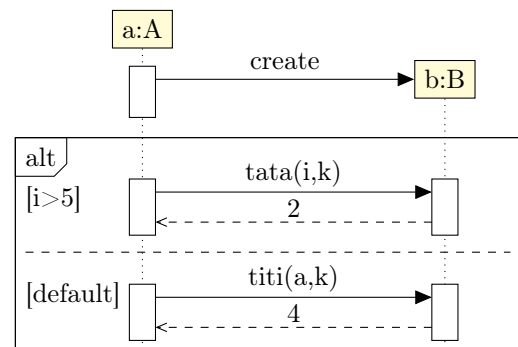 a:A
create
b:B
alt
[i>5]
tata(i,k)
2
[default]
titi(a,k)
4